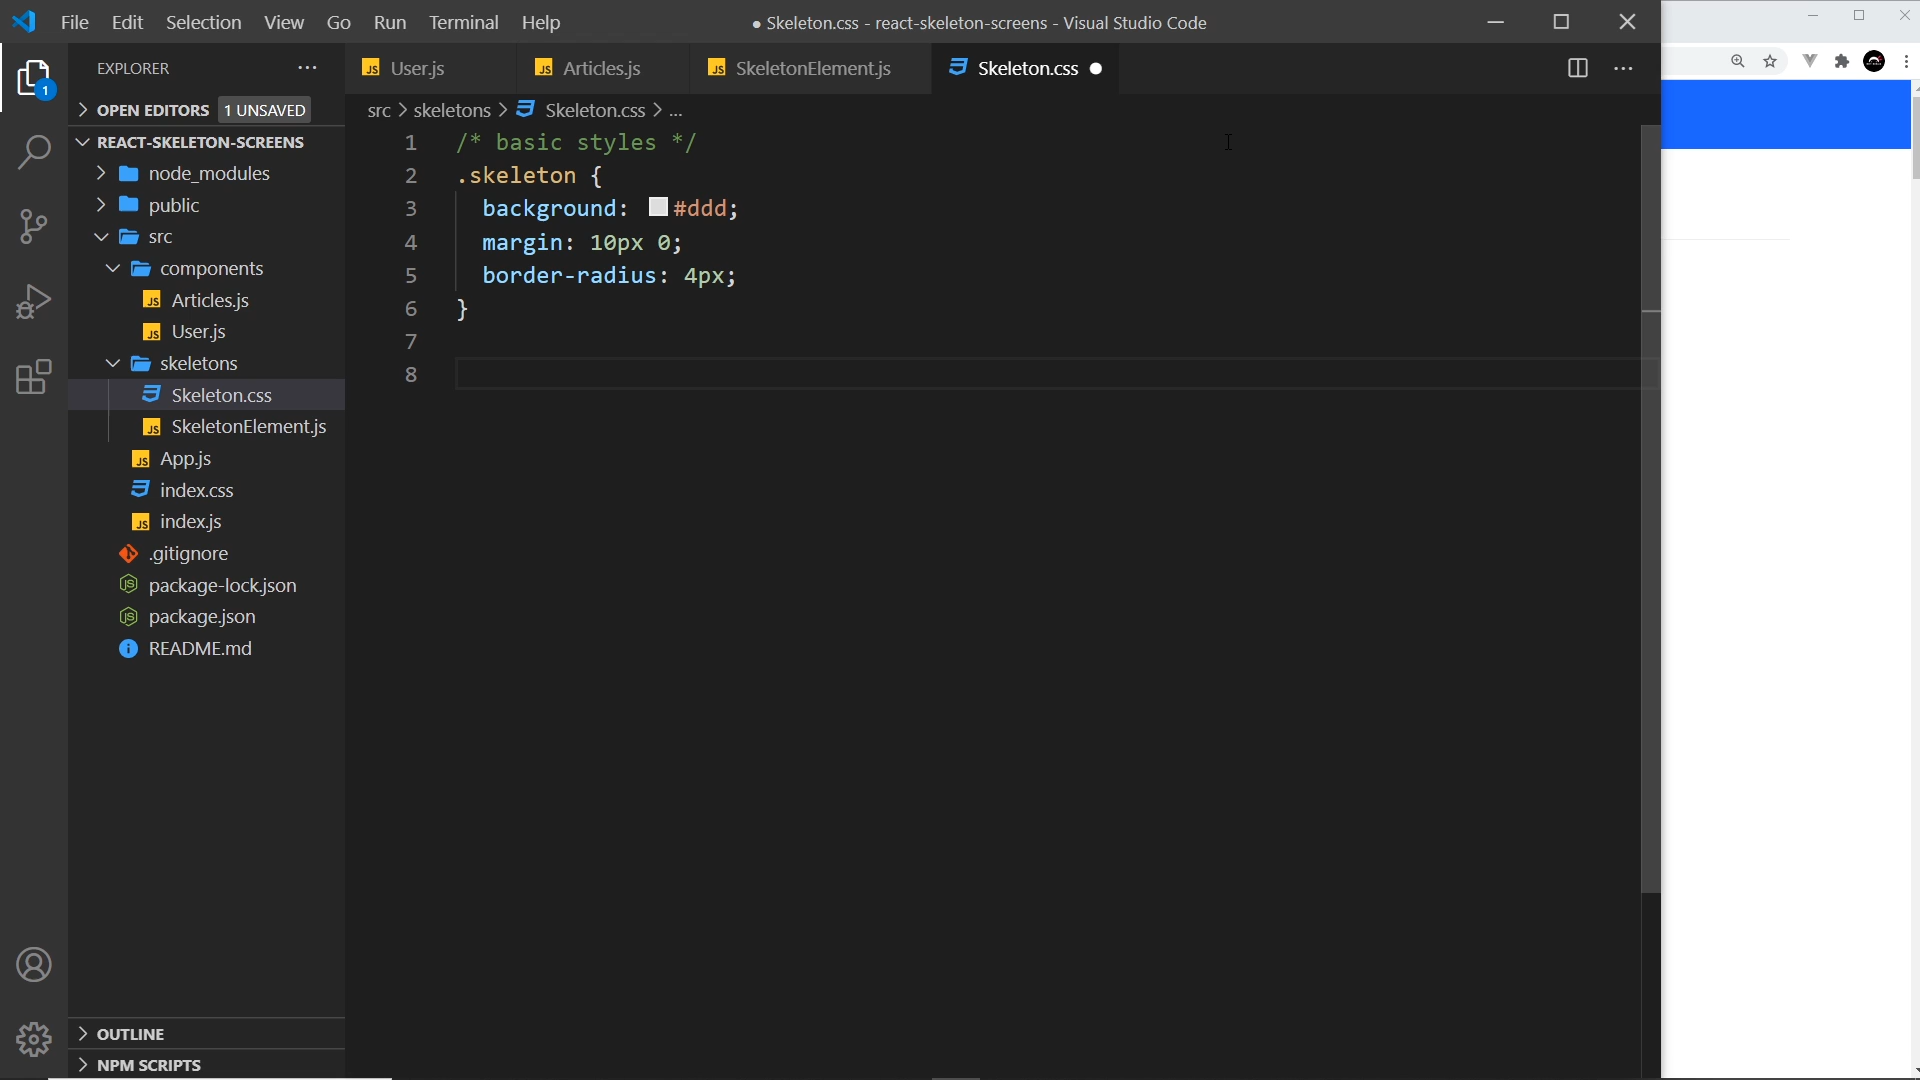 File Edit Selection View Go Run Terminal Help
● Skeleton.css - react-skeleton-screens - Visual Studio Code
EXPLORER
User.js
Articles.js
SkeletonElement.js
Skeleton.css
1
OPEN EDITORS 1 UNSAVED
src > skeletons > Skeleton.css > ...
REACT-SKELETON-SCREENS
node_modules
public
src
components
Articles.js
User.js
skeletons
Skeleton.css
SkeletonElement.js
App.js
index.css
index.js
.gitignore
package-lock.json
package.json
README.md
OUTLINE
NPM SCRIPTS
1 /* basic styles */
2 .skeleton {
3 background: #ddd;
4 margin: 10px 0;
5 border-radius: 4px;
6 }
7
8